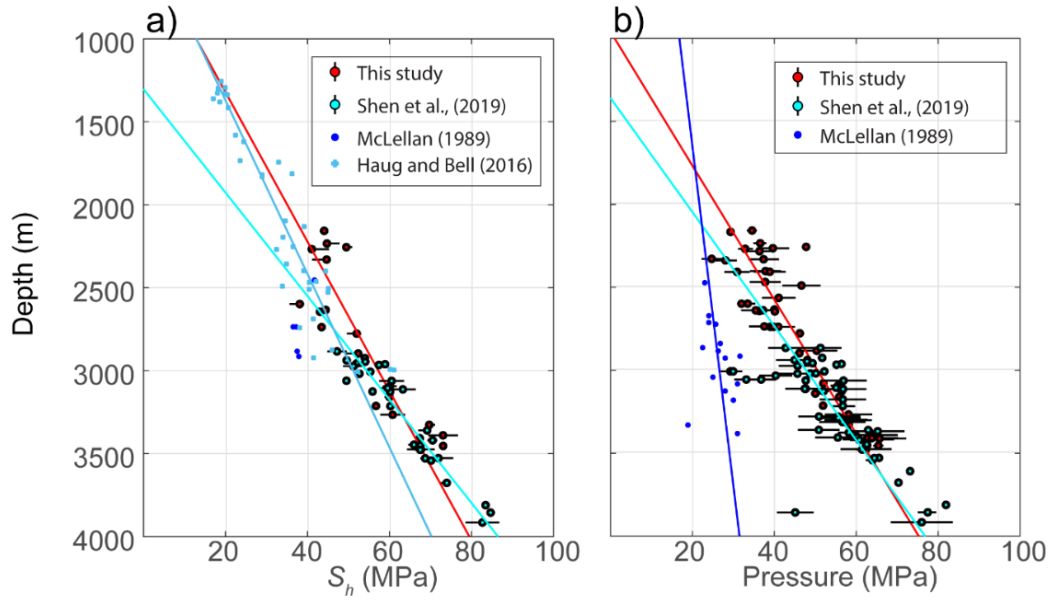 a)
b)
1000
1500
2000
2500
3000
3500
4000
Depth (m)
This study
Shen et al., (2019)
McLellan (1989)
Haug and Bell (2016)
20
40
60
80
100
S_h (MPa)
This study
Shen et al., (2019)
McLellan (1989)
20
40
60
80
100
Pressure (MPa)